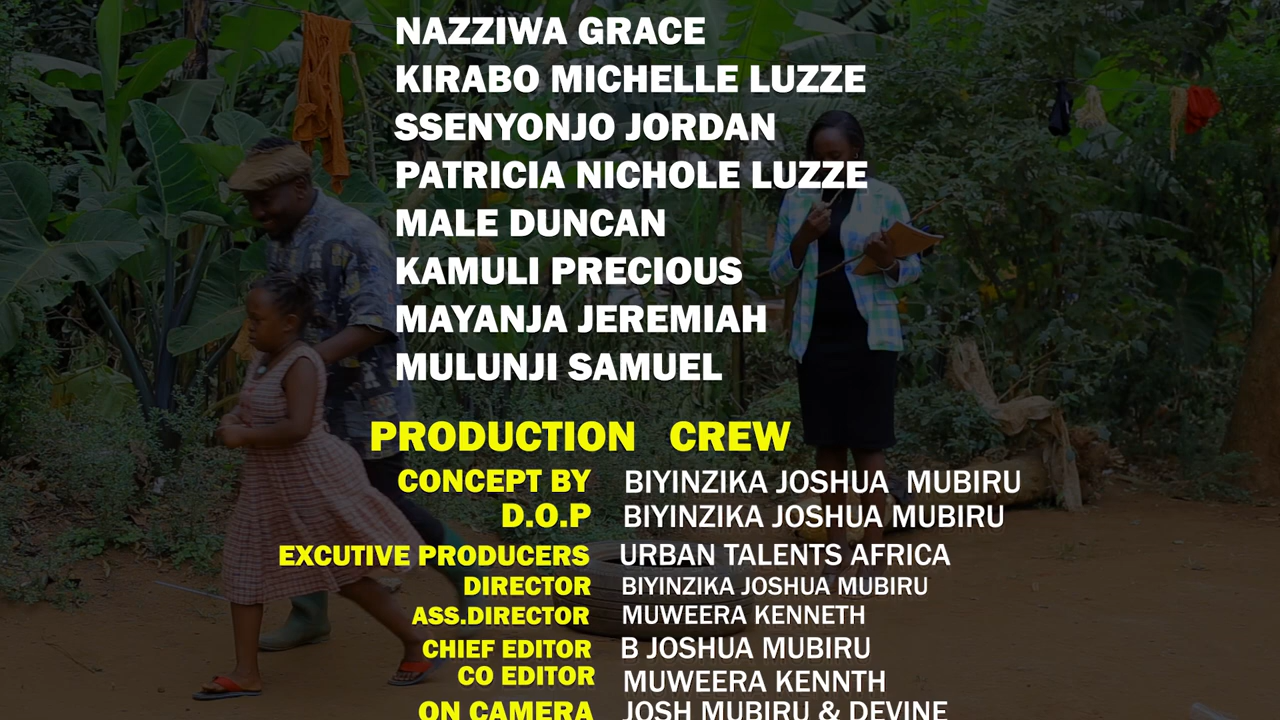 NAZZIWA GRACE
KIRABO MICHELLE LUZZE
SSENYONJO JORDAN
PATRICIA NICHOLE LUZZE
MALE DUNCAN
KAMULI PRECIOUS
MAYANJA JEREMIAH
MULUNJI SAMUEL
PRODUCTION CREW
CONCEPT BY BIYINZIKA JOSHUA MUBIRU
D.O.P BIYINZIKA JOSHUA MUBIRU
EXCUTIVE PRODUCERS URBAN TALENTS AFRICA
DIRECTOR BIYINZIKA JOSHUA MUBIRU
ASS.DIRECTOR MUWEERA KENNETH
CHIEF EDITOR B JOSHUA MUBIRU
CO EDITOR MUWEERA KENNTH
ON CAMERA JOSH MUBIRU & DEVINE